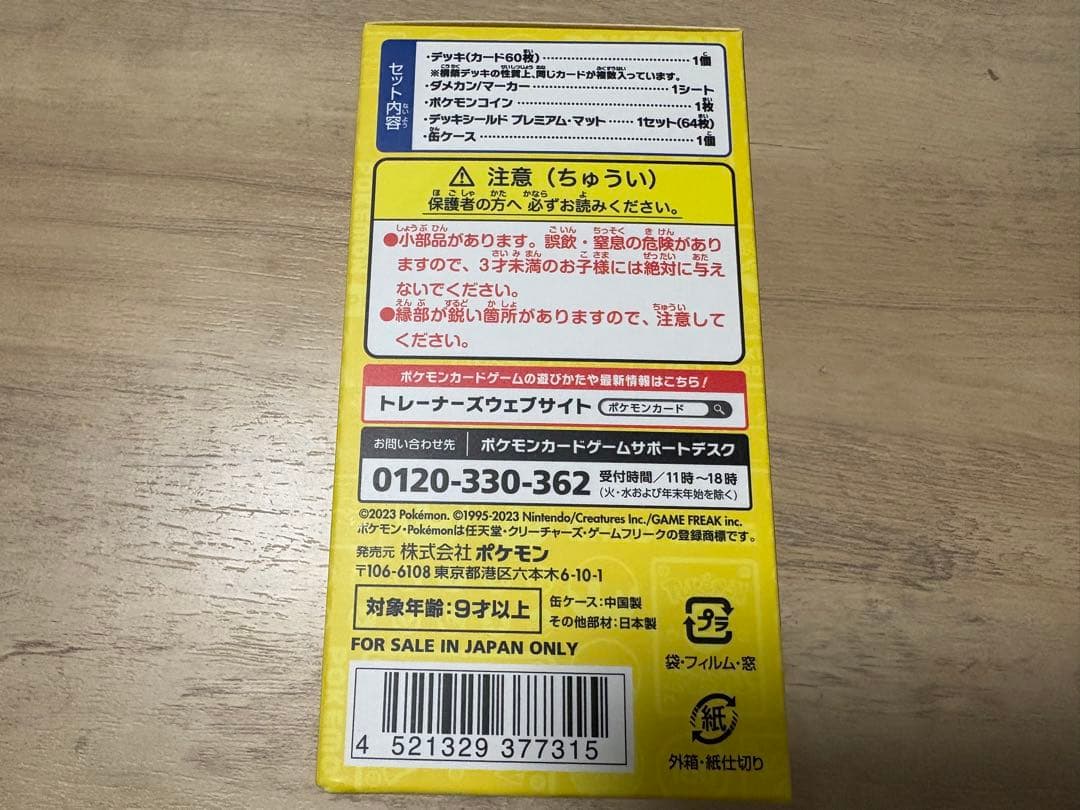 セット内容
・デッキ(カード60枚)……1個
※構築デッキの性質上、同じカードが複数入っています。
・ダメカン/マーカー……1シート
・ポケモンコイン……1枚
・デッキシールド プレミアム・マット……1セット(64枚)
・缶ケース……1個
⚠ 注意（ちゅうい）
保護者の方へ 必ずお読みください。
●小部品があります。誤飲・窒息の危険があり
ますので、3才未満のお子様には絶対に与え
ないでください。
●縁部が鋭い箇所がありますので、注意して
ください。
ポケモンカードゲームの遊びかたや最新情報はこちら!
トレーナーズウェブサイト ポケモンカード
お問い合わせ先 ポケモンカードゲームサポートデスク
0120-330-362 受付時間/11時～18時
(火・水および年末年始を除く)
©2023 Pokémon. ©1995-2023 Nintendo/Creatures Inc./GAME FREAK inc.
ポケモン・Pokémonは任天堂・クリーチャーズ・ゲームフリークの登録商標です。
発売元 株式会社ポケモン
〒106-6108 東京都港区六本木6-10-1
対象年齢:9才以上
缶ケース:中国製
その他部材:日本製
FOR SALE IN JAPAN ONLY
プラ
袋・フィルム・窓
紙
外箱・紙仕切り
4 521329 377315